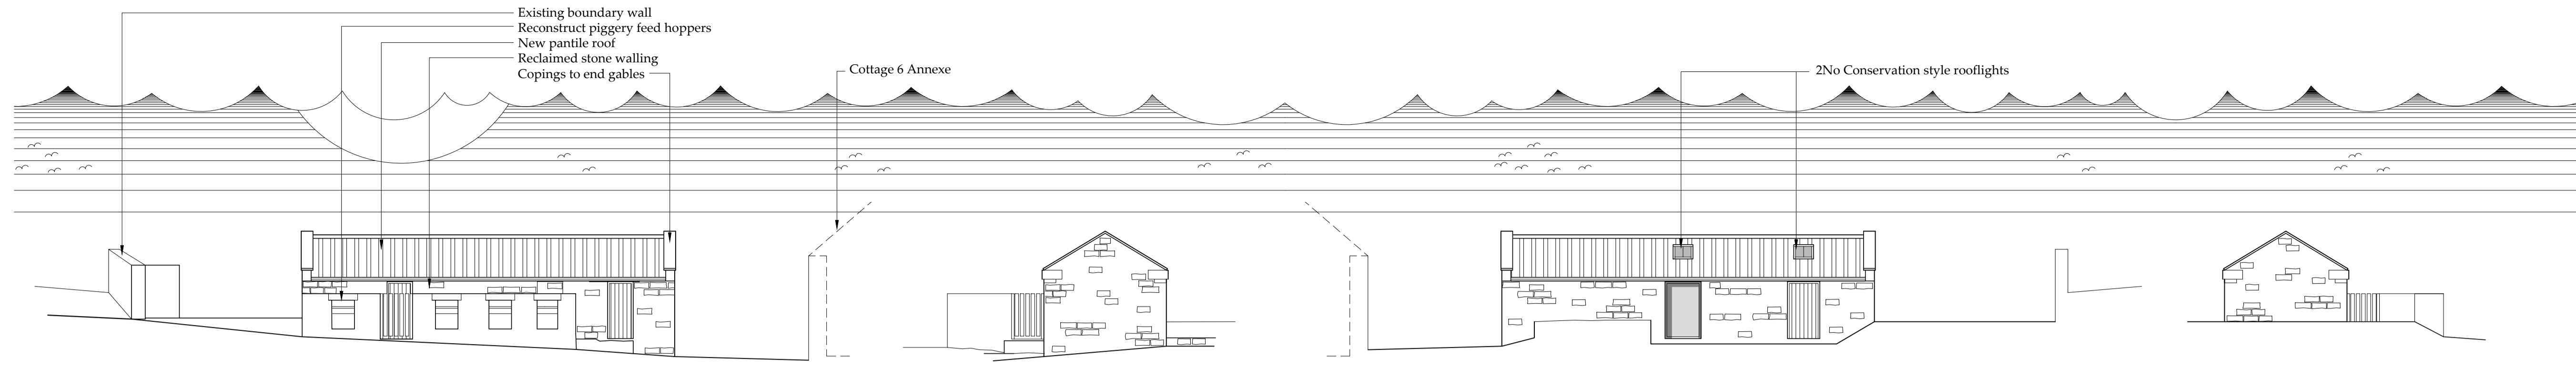 Existing boundary wall
Reconstruct piggery feed hoppers
New pantile roof
Reclaimed stone walling
Copings to end gables
Cottage 6 Annexe
2No Conservation style rooflights